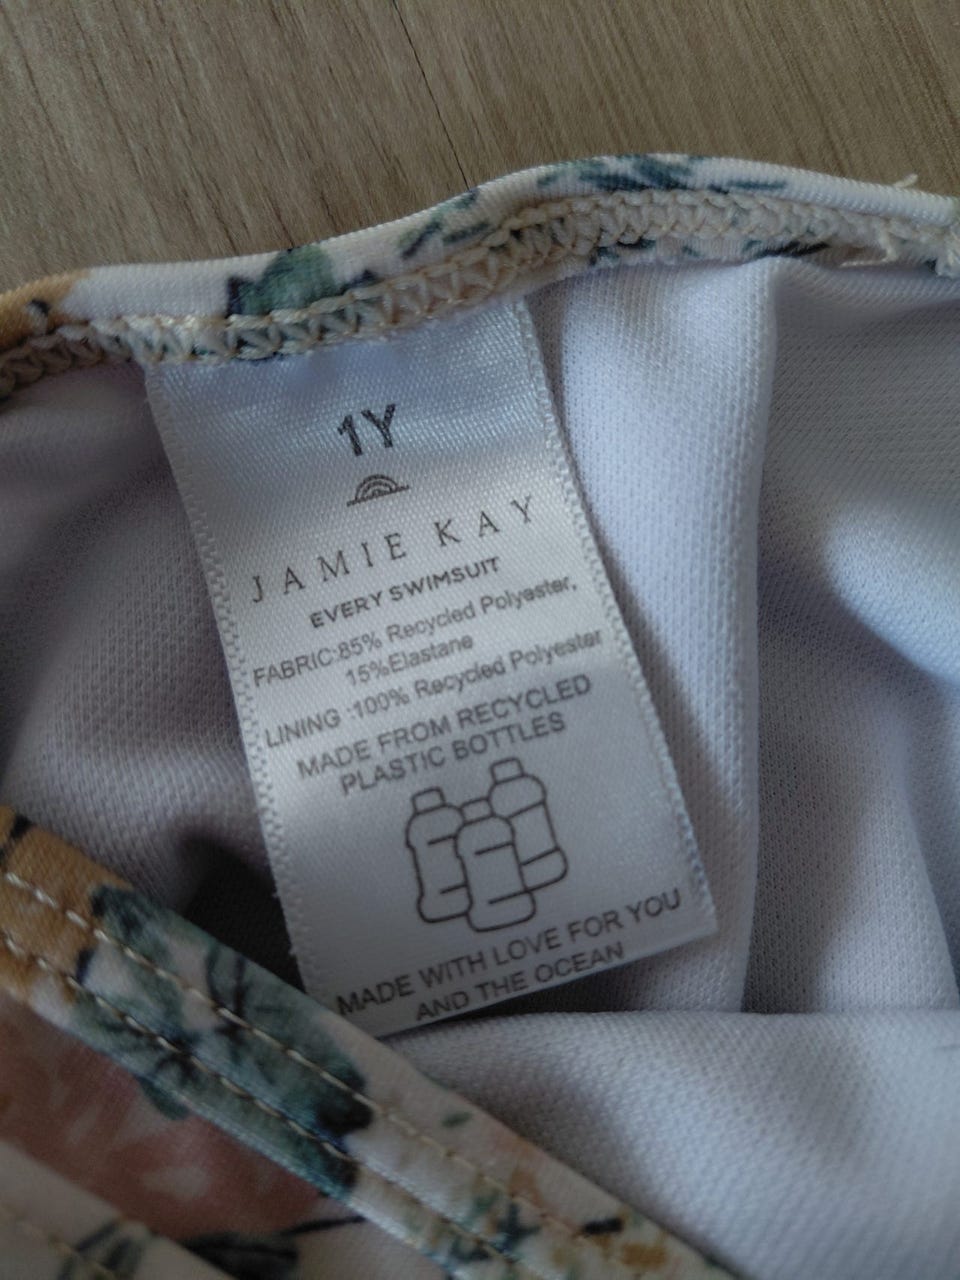 1Y
JAMIE KAY
EVERY SWIMSUIT
FABRIC:85% Recycled Polyester,
15%Elastane
LINING :100% Recycled Polyester
MADE FROM RECYCLED
PLASTIC BOTTLES
MADE WITH LOVE FOR YOU
AND THE OCEAN